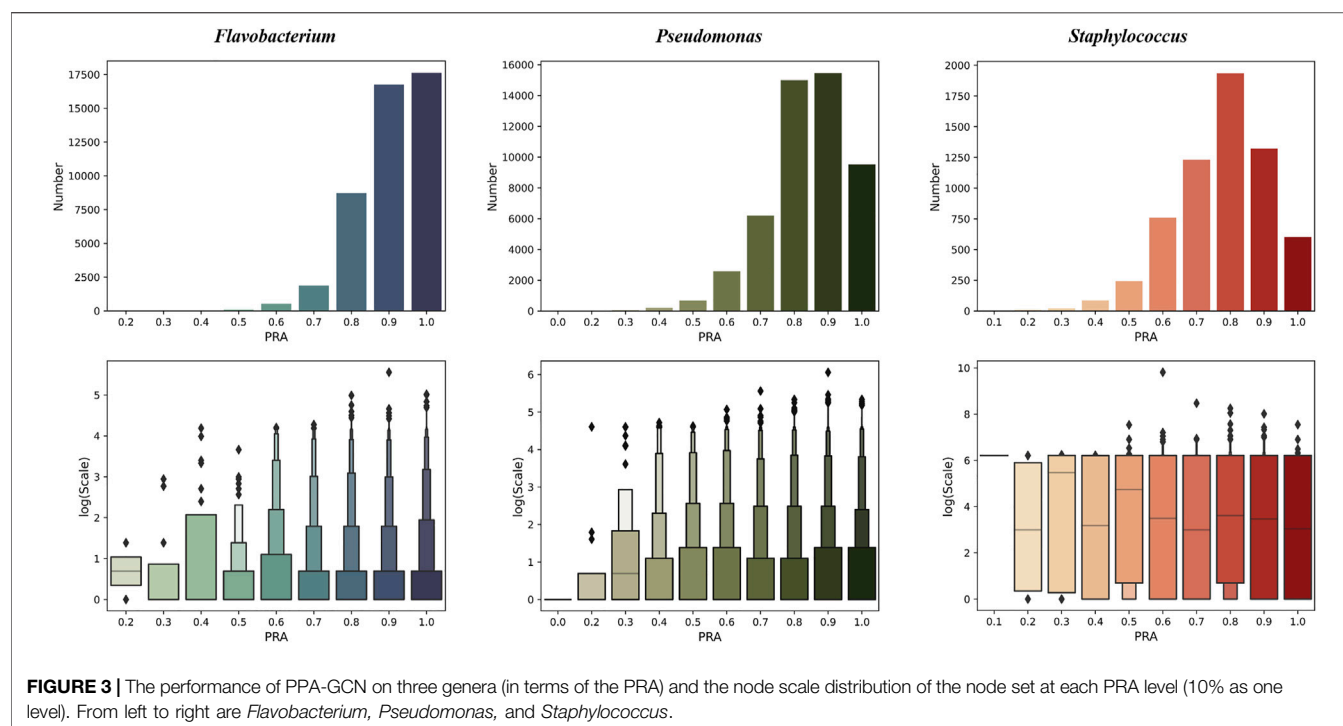 Flavobacterium
Pseudomonas
Staphylococcus
Number
17500
15000
12500
10000
7500
5000
2500
0
0.2 0.3 0.4 0.5 0.6 0.7 0.8 0.9 1.0
PRA
Number
16000
14000
12000
10000
8000
6000
4000
2000
0
0.0 0.2 0.3 0.4 0.5 0.6 0.7 0.8 0.9 1.0
PRA
Number
2000
1750
1500
1250
1000
750
500
250
0
0.1 0.2 0.3 0.4 0.5 0.6 0.7 0.8 0.9 1.0
PRA
log(Scale)
5
4
3
2
1
0
0.2 0.3 0.4 0.5 0.6 0.7 0.8 0.9 1.0
PRA
log(Scale)
6
5
4
3
2
1
0
0.0 0.2 0.3 0.4 0.5 0.6 0.7 0.8 0.9 1.0
PRA
log(Scale)
10
8
6
4
2
0
0.1 0.2 0.3 0.4 0.5 0.6 0.7 0.8 0.9 1.0
PRA
FIGURE 3 | The performance of PPA-GCN on three genera (in terms of the PRA) and the node scale distribution of the node set at each PRA level (10% as one
level). From left to right are Flavobacterium, Pseudomonas, and Staphylococcus.